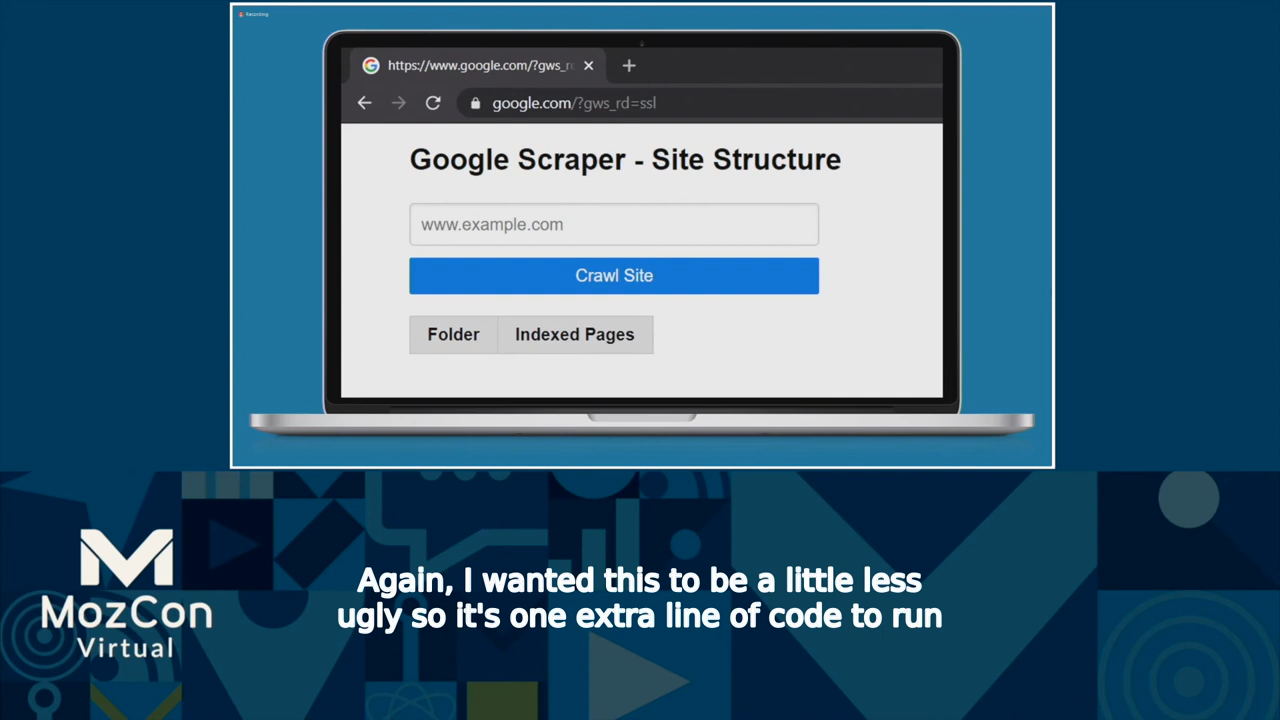 Recording
https://www.google.com/?gws_r
google.com/?gws_rd=ssl
Google Scraper - Site Structure
www.example.com
Crawl Site
Folder Indexed Pages
MozCon
Virtual
Again, I wanted this to be a little less
ugly so it's one extra line of code to run